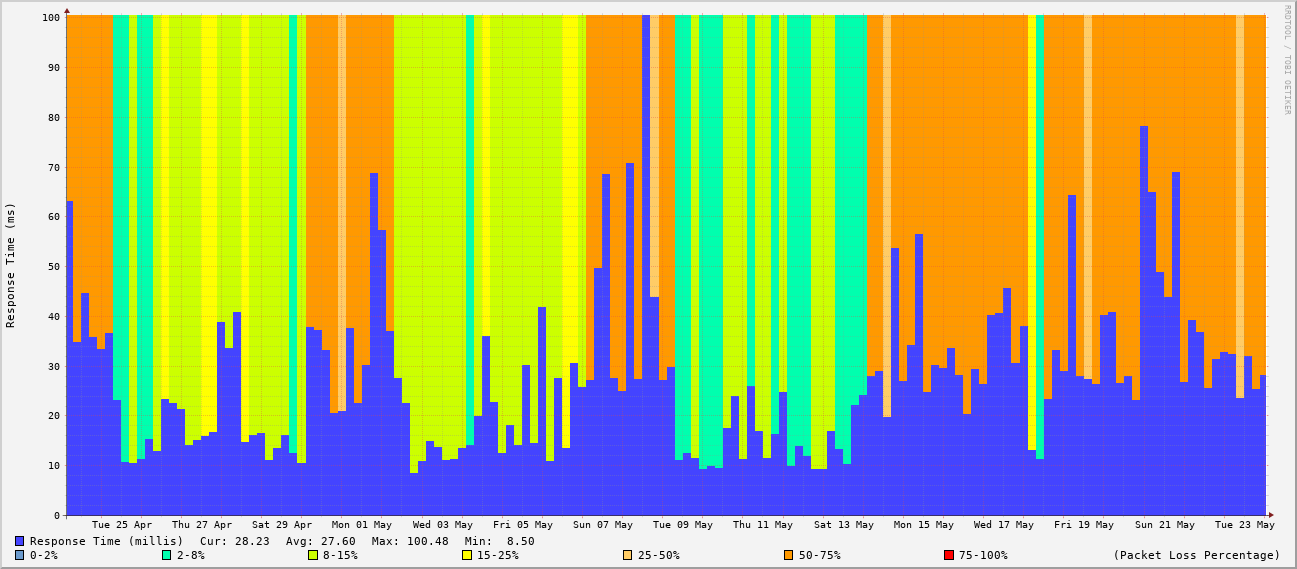 RRDTOOL / TOBI OETIKER
Response Time (ms)
100
90
80
70
60
50
40
30
20
10
0
Tue 25 Apr Thu 27 Apr Sat 29 Apr Mon 01 May Wed 03 May Fri 05 May Sun 07 May Tue 09 May Thu 11 May Sat 13 May Mon 15 May Wed 17 May Fri 19 May Sun 21 May Tue 23 May
Response Time (millis) Cur: 28.23 Avg: 27.60 Max: 100.48 Min: 8.50
0-2% 2-8% 8-15% 15-25% 25-50% 50-75% 75-100% (Packet Loss Percentage)